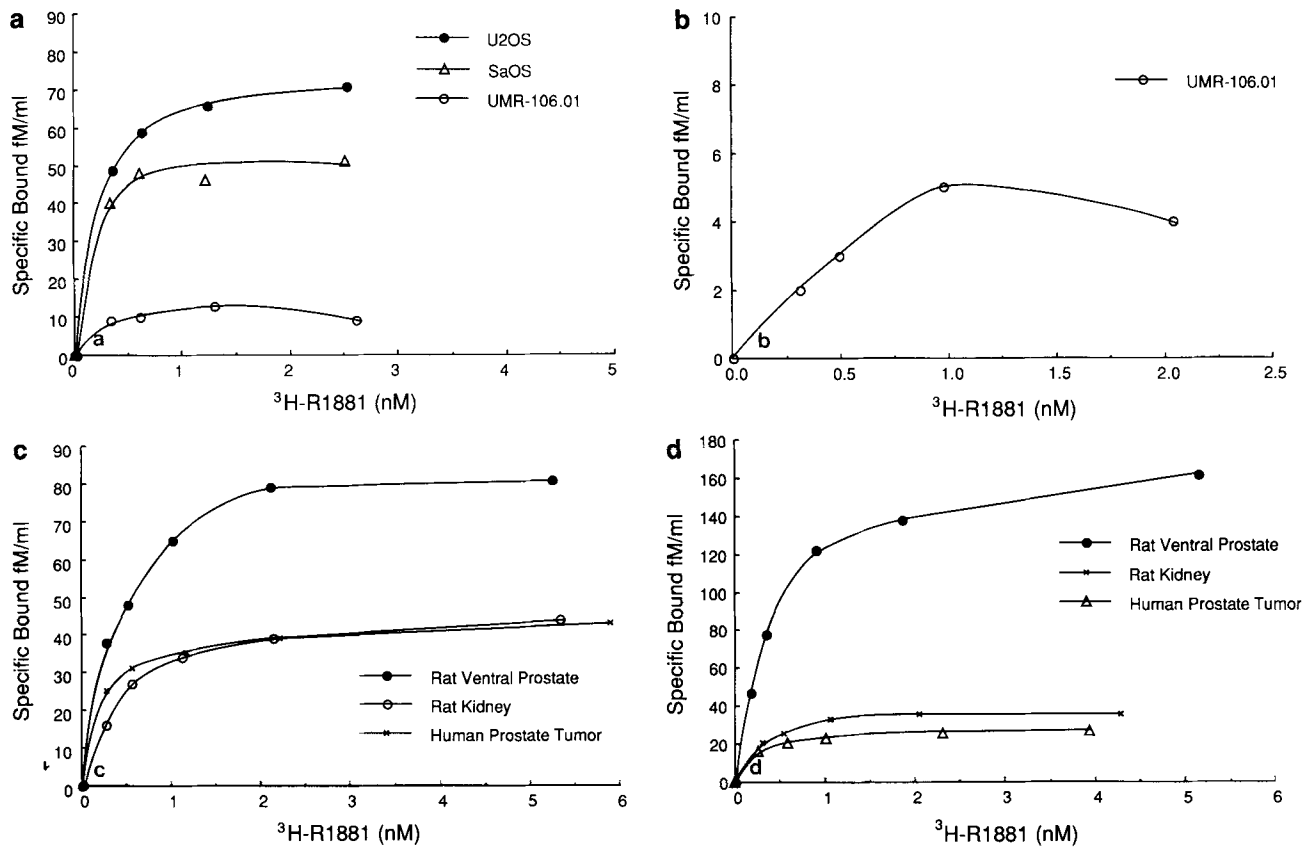 a
U2OS
SaOS
UMR-106.01
Specific Bound fM/ml
90
80
70
60
50
40
30
20
10
0
a
0 1 2 3 4 5
³H-R1881 (nM)
b
UMR-106.01
Specific Bound fM/ml
10
8
6
4
2
0
b
0.0 0.5 1.0 1.5 2.0 2.5
³H-R1881 (nM)
c
Specific Bound fM/ml
90
80
70
60
50
40
30
20
10
0
Rat Ventral Prostate
Rat Kidney
Human Prostate Tumor
c
0 1 2 3 4 5 6
³H-R1881 (nM)
d
Specific Bound fM/ml
180
160
140
120
100
80
60
40
20
0
Rat Ventral Prostate
Rat Kidney
Human Prostate Tumor
d
0 1 2 3 4 5 6
³H-R1881 (nM)